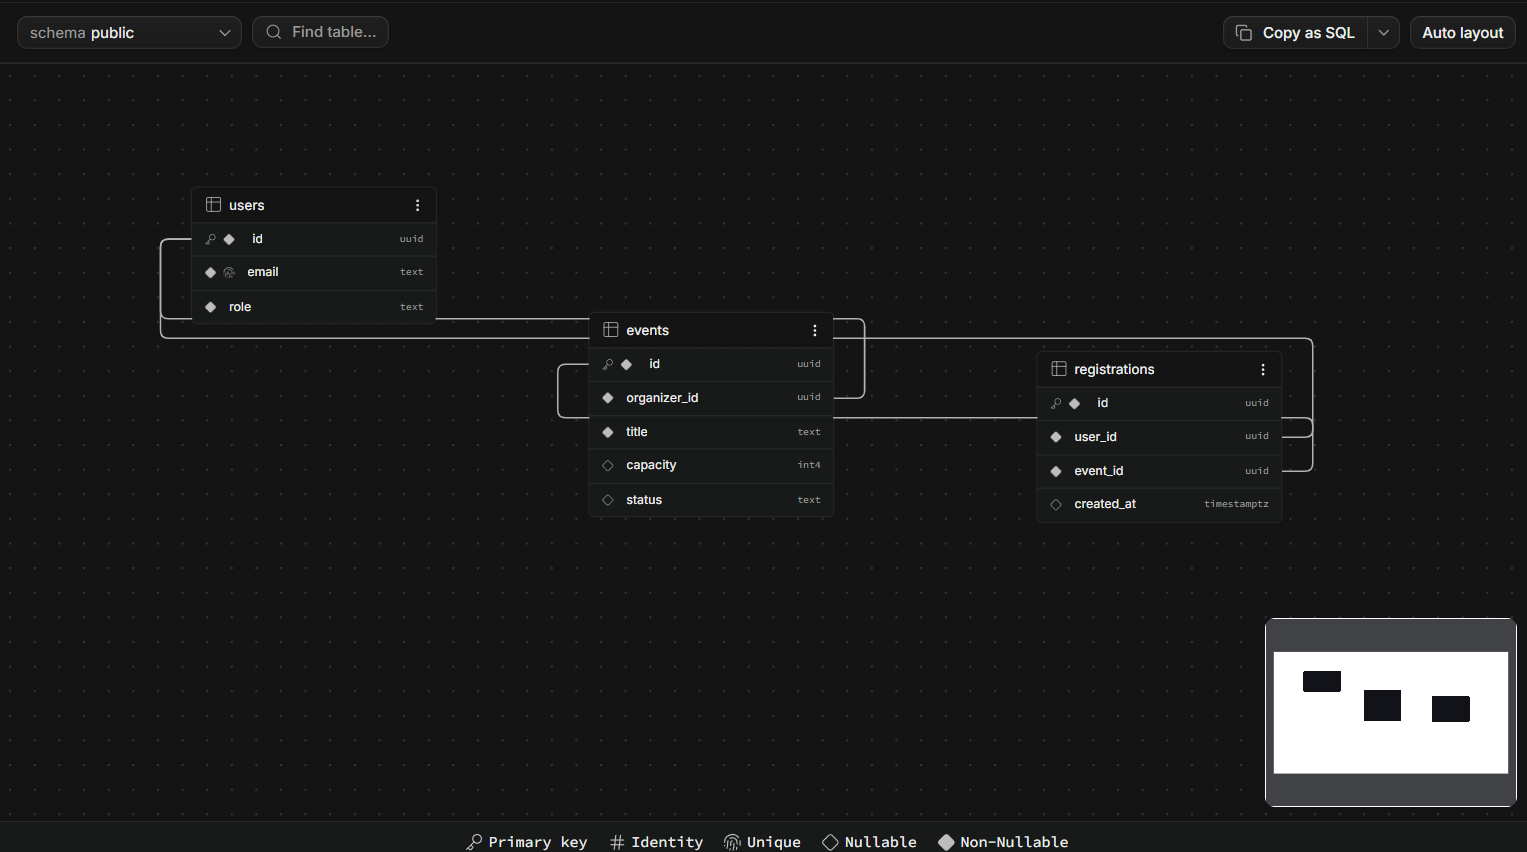 schema public
Find table...
Copy as SQL
Auto layout
users
id uuid
email text
role text
events
id uuid
organizer_id uuid
title text
capacity int4
status text
registrations
id uuid
user_id uuid
event_id uuid
created_at timestamptz
Primary key Identity Unique Nullable Non-Nullable